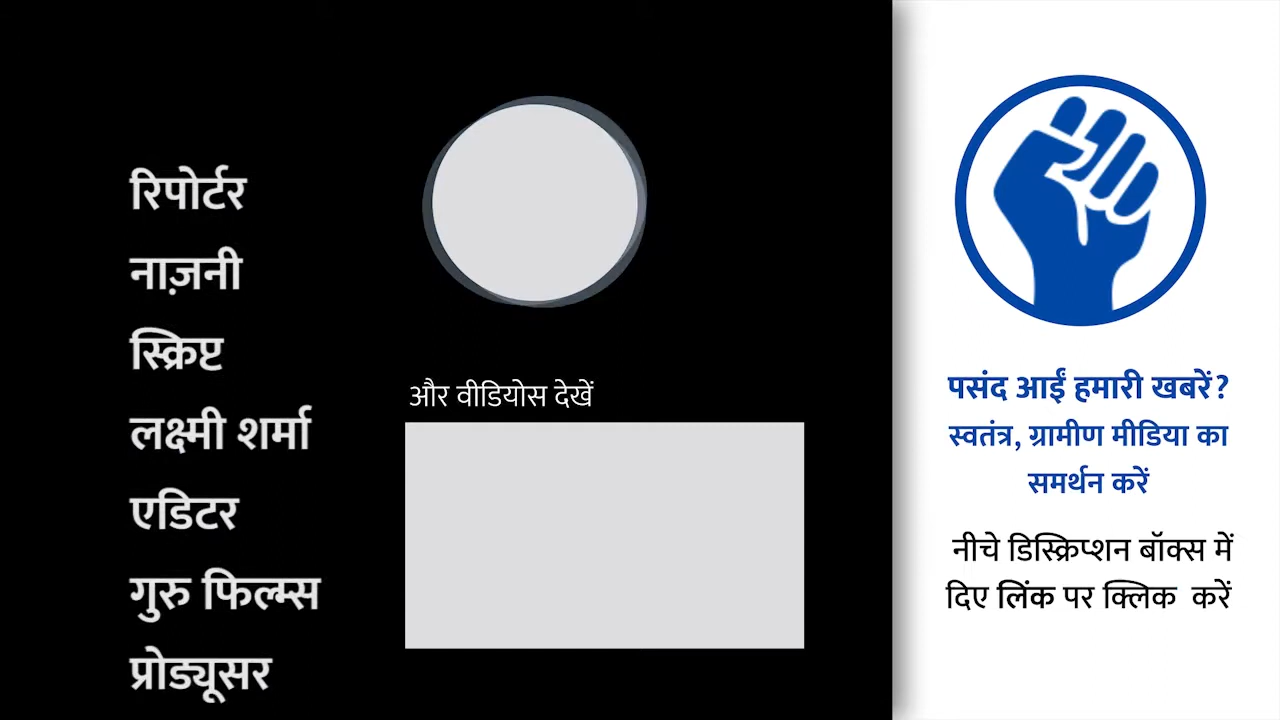 रिपोर्टर
नाज़नी
स्क्रिप्ट
लक्ष्मी शर्मा
एडिटर
गुरु फिल्म्स
प्रोड्यूसर
और वीडियोस देखें
पसंद आईं हमारी खबरें?
स्वतंत्र, ग्रामीण मीडिया का
समर्थन करें
नीचे डिस्क्रिप्शन बॉक्स में
दिए लिंक पर क्लिक करें